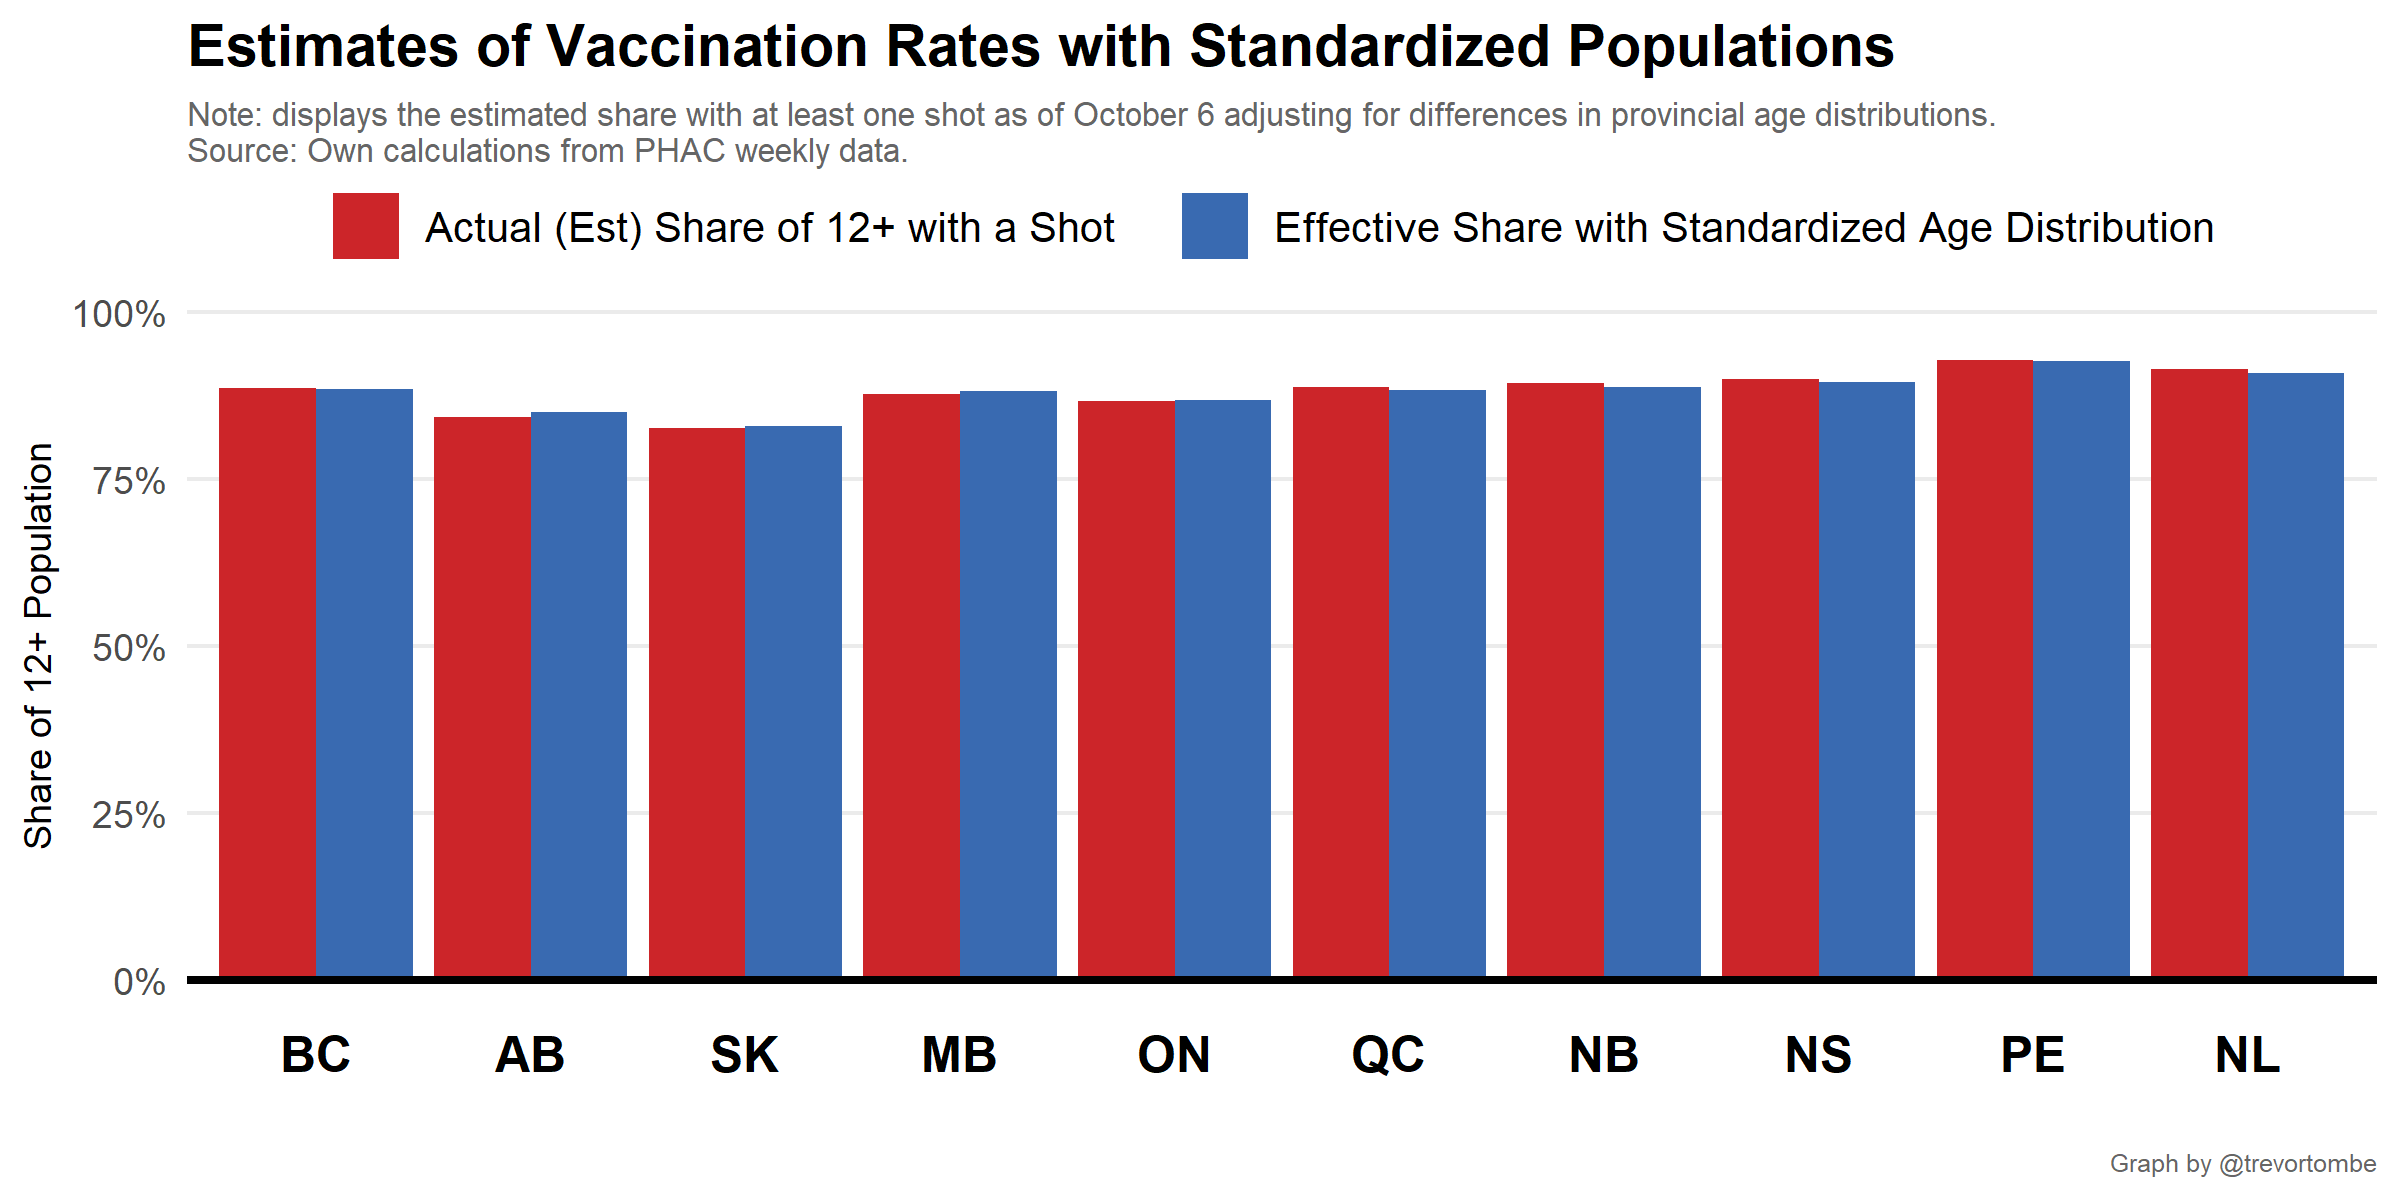 Estimates of Vaccination Rates with Standardized Populations
Note: displays the estimated share with at least one shot as of October 6 adjusting for differences in provincial age distributions.
Source: Own calculations from PHAC weekly data.
Actual (Est) Share of 12+ with a Shot
Effective Share with Standardized Age Distribution
Share of 12+ Population
100%
75%
50%
25%
0%
BC AB SK MB ON QC NB NS PE NL
Graph by @trevortombe